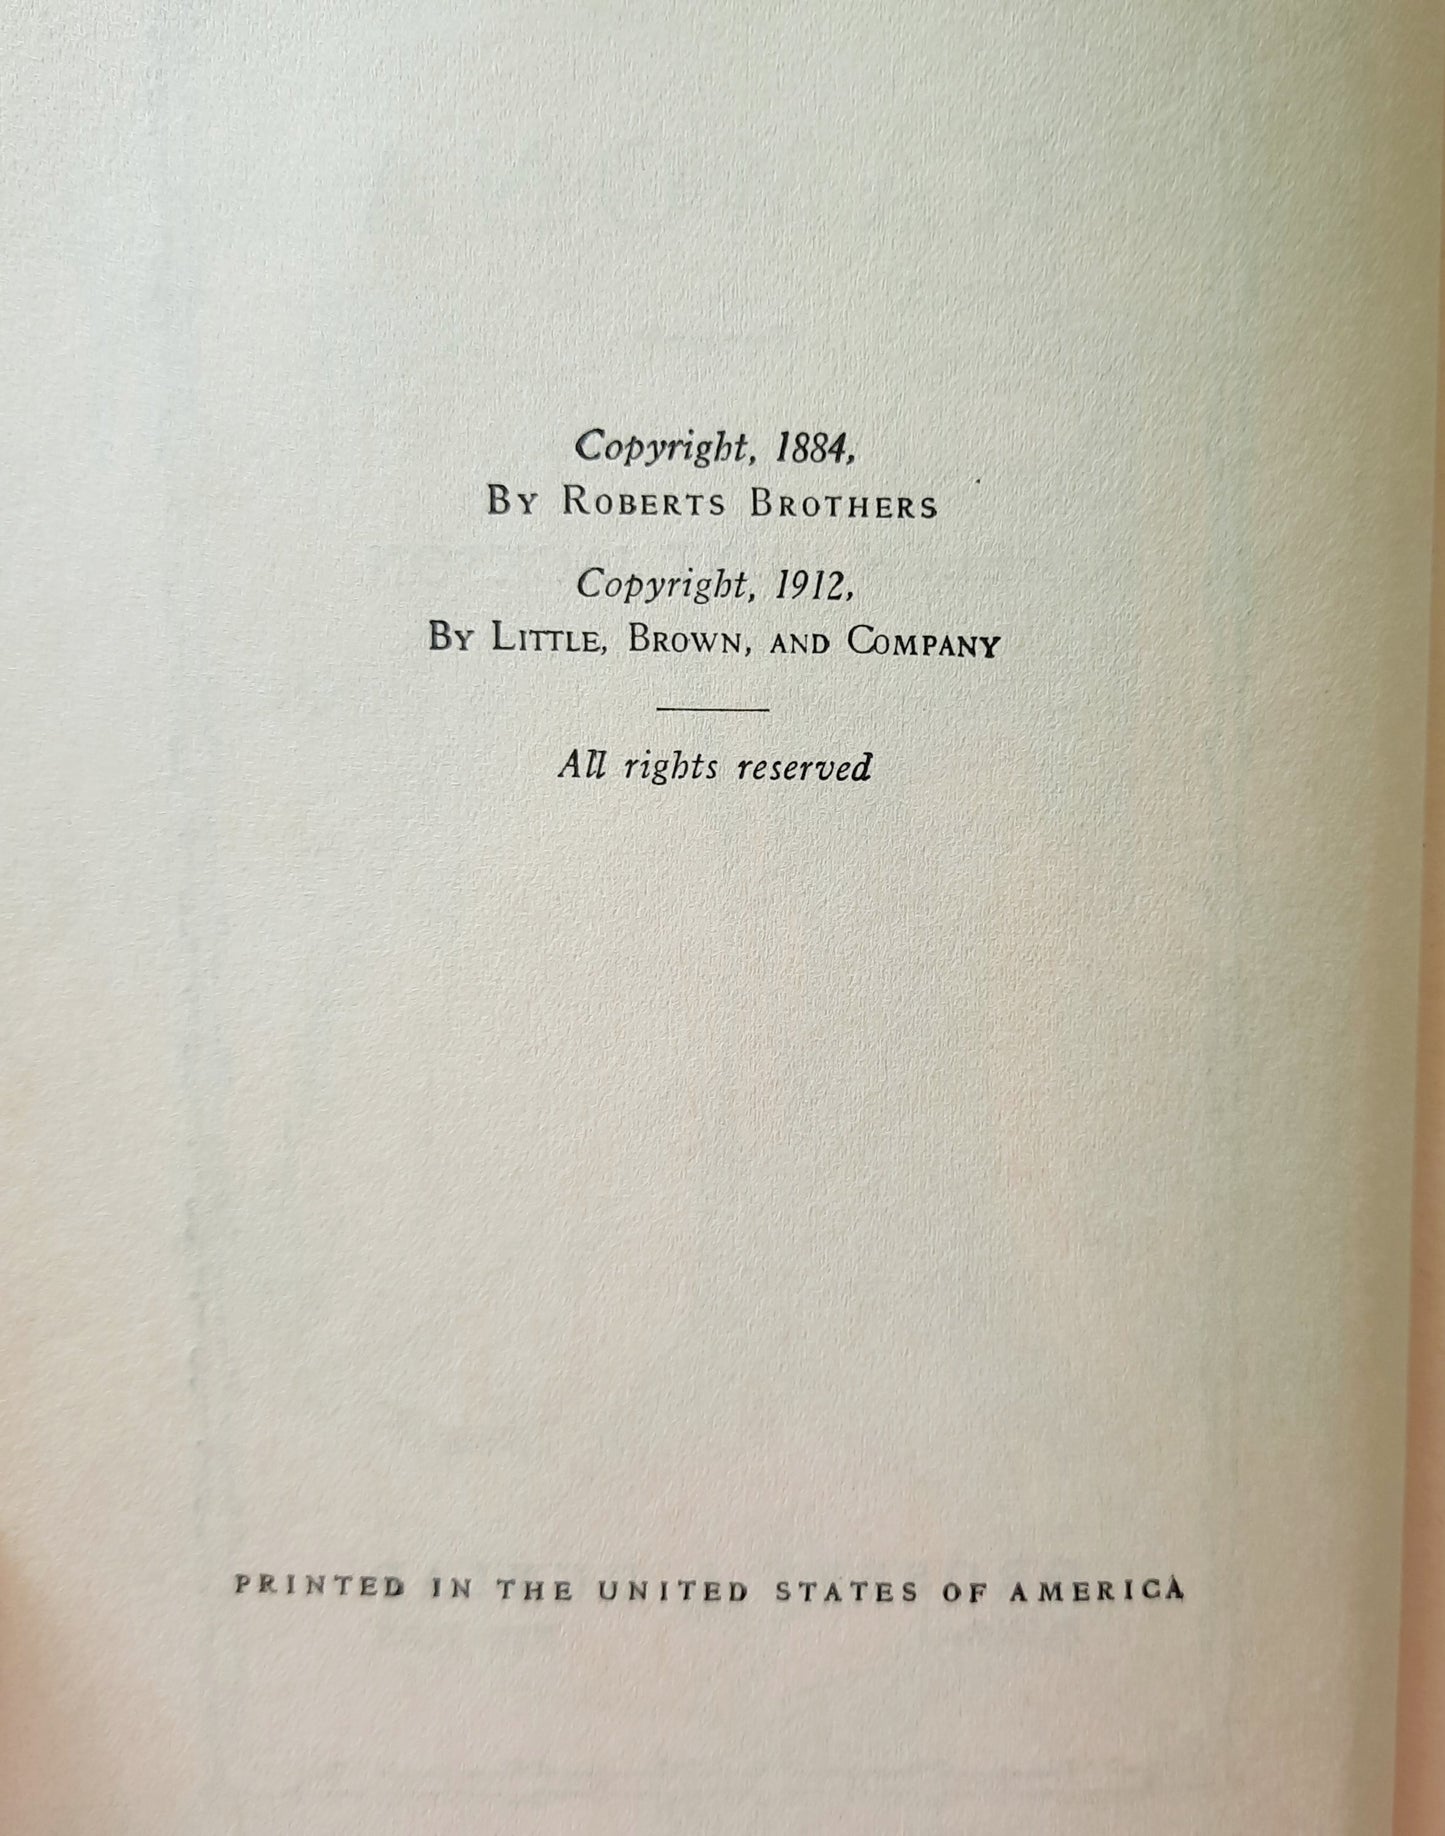 Copyright, 1884,
By Roberts Brothers
Copyright, 1912,
By Little, Brown, and Company
All rights reserved
PRINTED IN THE UNITED STATES OF AMERICA